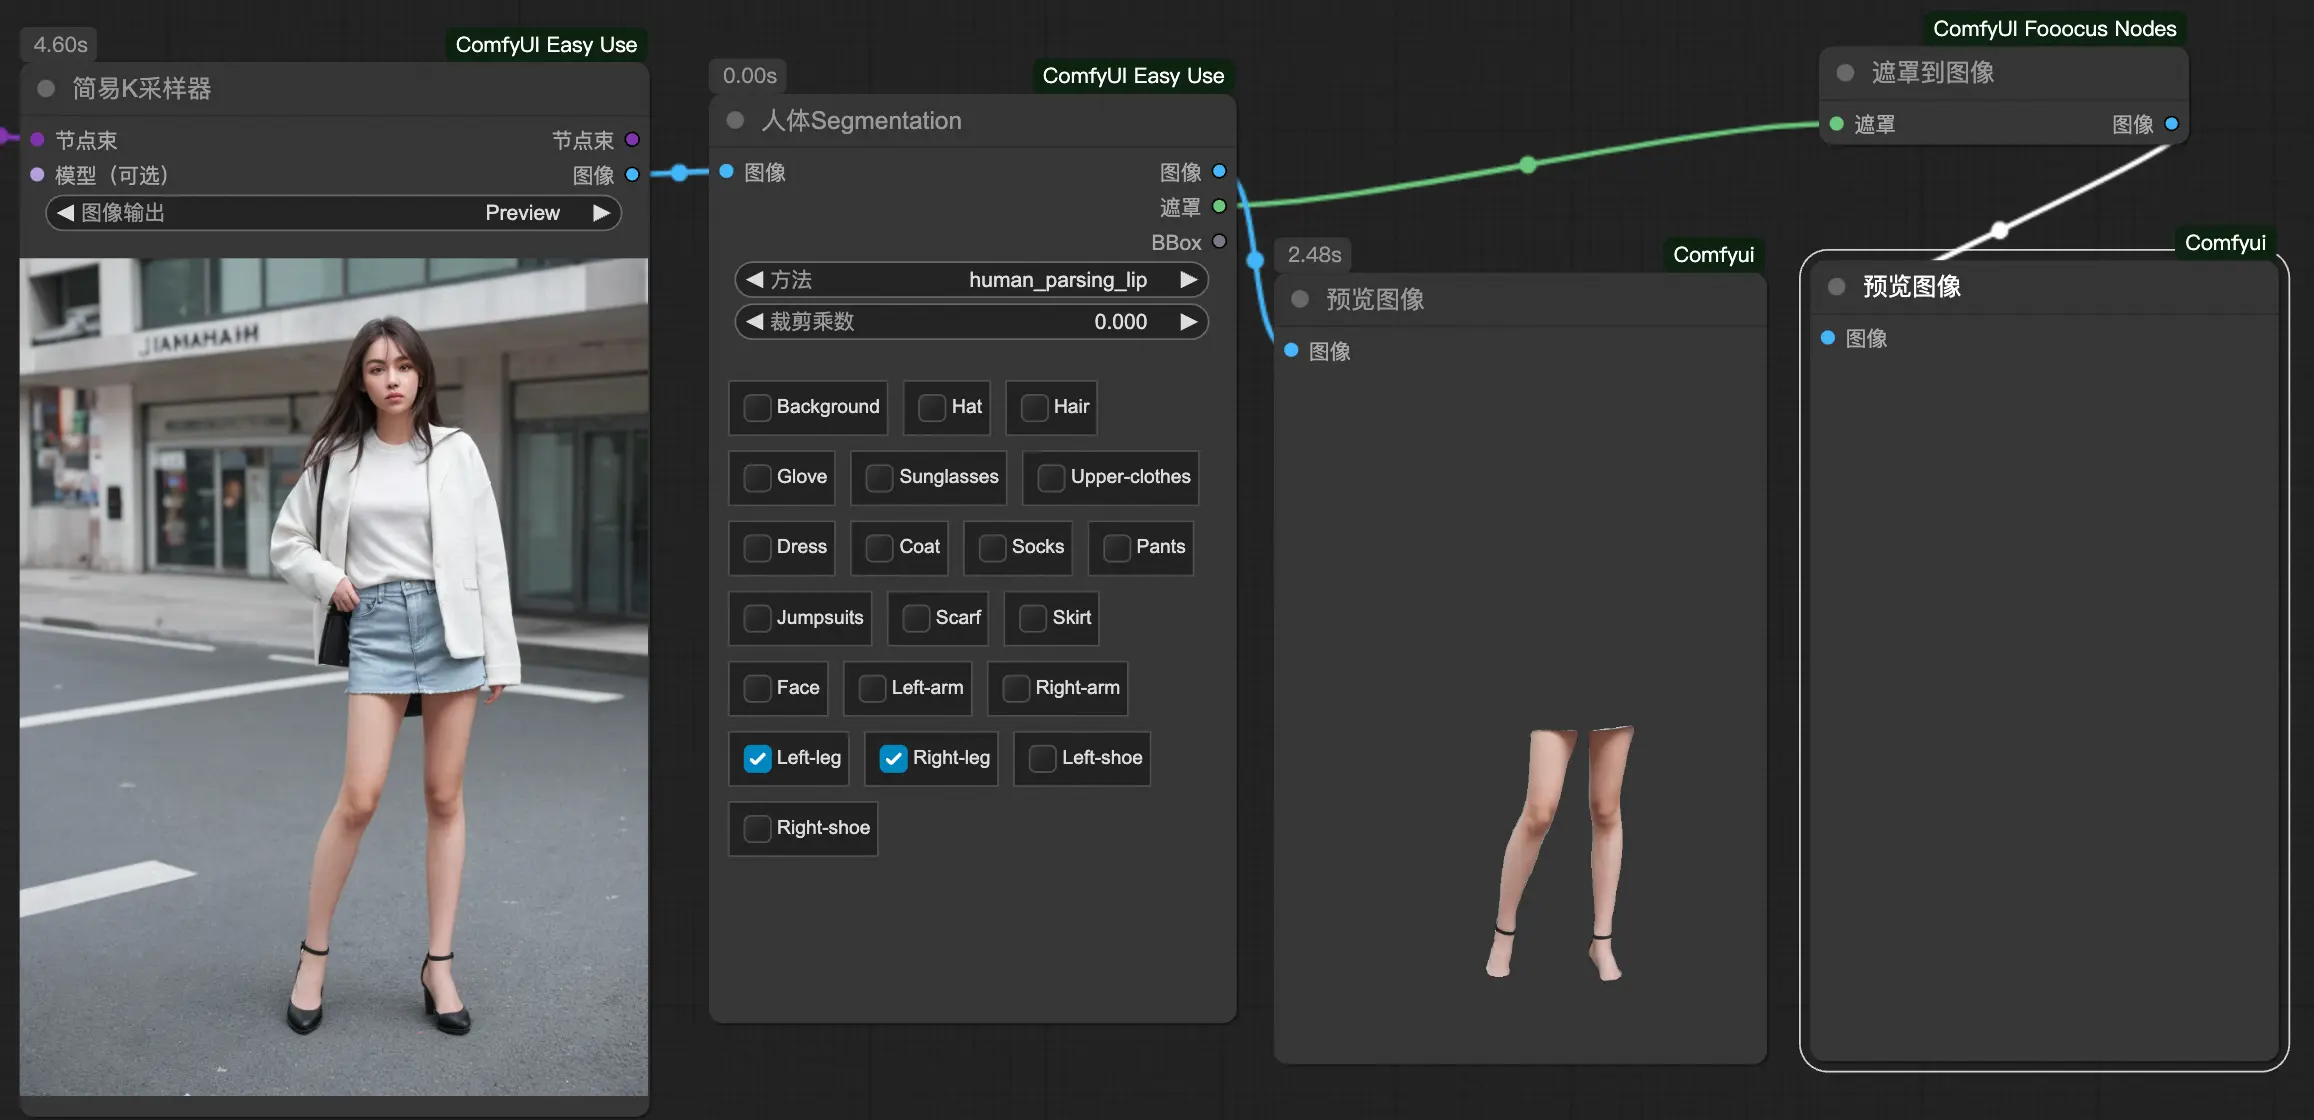 4.60s
ComfyUI Easy Use
简易K采样器
节点束 节点束
模型（可选） 图像
图像输出 Preview
0.00s
ComfyUI Easy Use
人体Segmentation
图像 图像
遮罩
BBox
方法 human_parsing_lip
裁剪乘数 0.000
Background Hat Hair
Glove Sunglasses Upper-clothes
Dress Coat Socks Pants
Jumpsuits Scarf Skirt
Face Left-arm Right-arm
Left-leg Right-leg Left-shoe
Right-shoe
2.48s
Comfyui
预览图像
图像
ComfyUI Fooocus Nodes
遮罩到图像
遮罩 图像
Comfyui
预览图像
图像